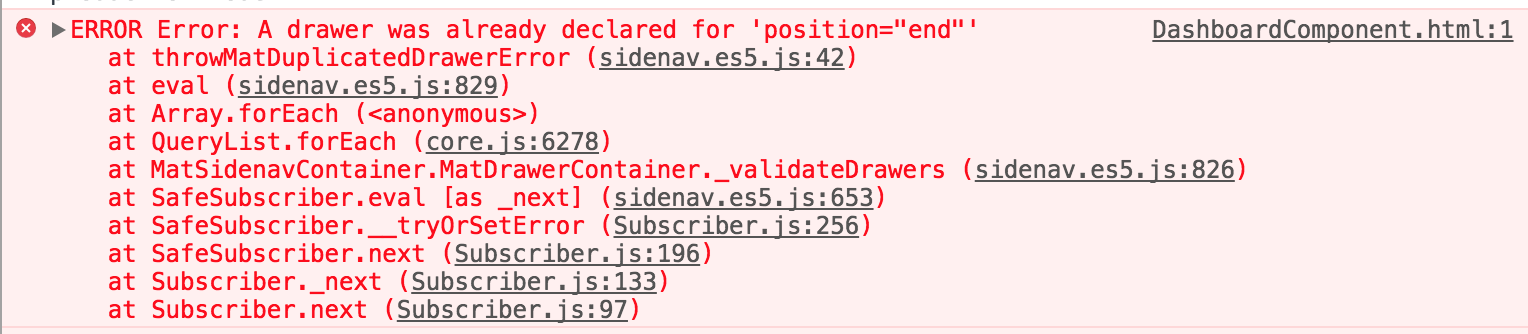 ERROR Error: A drawer was already declared for 'position="end"' DashboardComponent.html:1
at throwMatDuplicatedDrawerError (sidenav.es5.js:42)
at eval (sidenav.es5.js:829)
at Array.forEach (<anonymous>)
at QueryList.forEach (core.js:6278)
at MatSidenavContainer.MatDrawerContainer._validateDrawers (sidenav.es5.js:826)
at SafeSubscriber.eval [as _next] (sidenav.es5.js:653)
at SafeSubscriber.__tryOrSetError (Subscriber.js:256)
at SafeSubscriber.next (Subscriber.js:196)
at Subscriber._next (Subscriber.js:133)
at Subscriber.next (Subscriber.js:97)